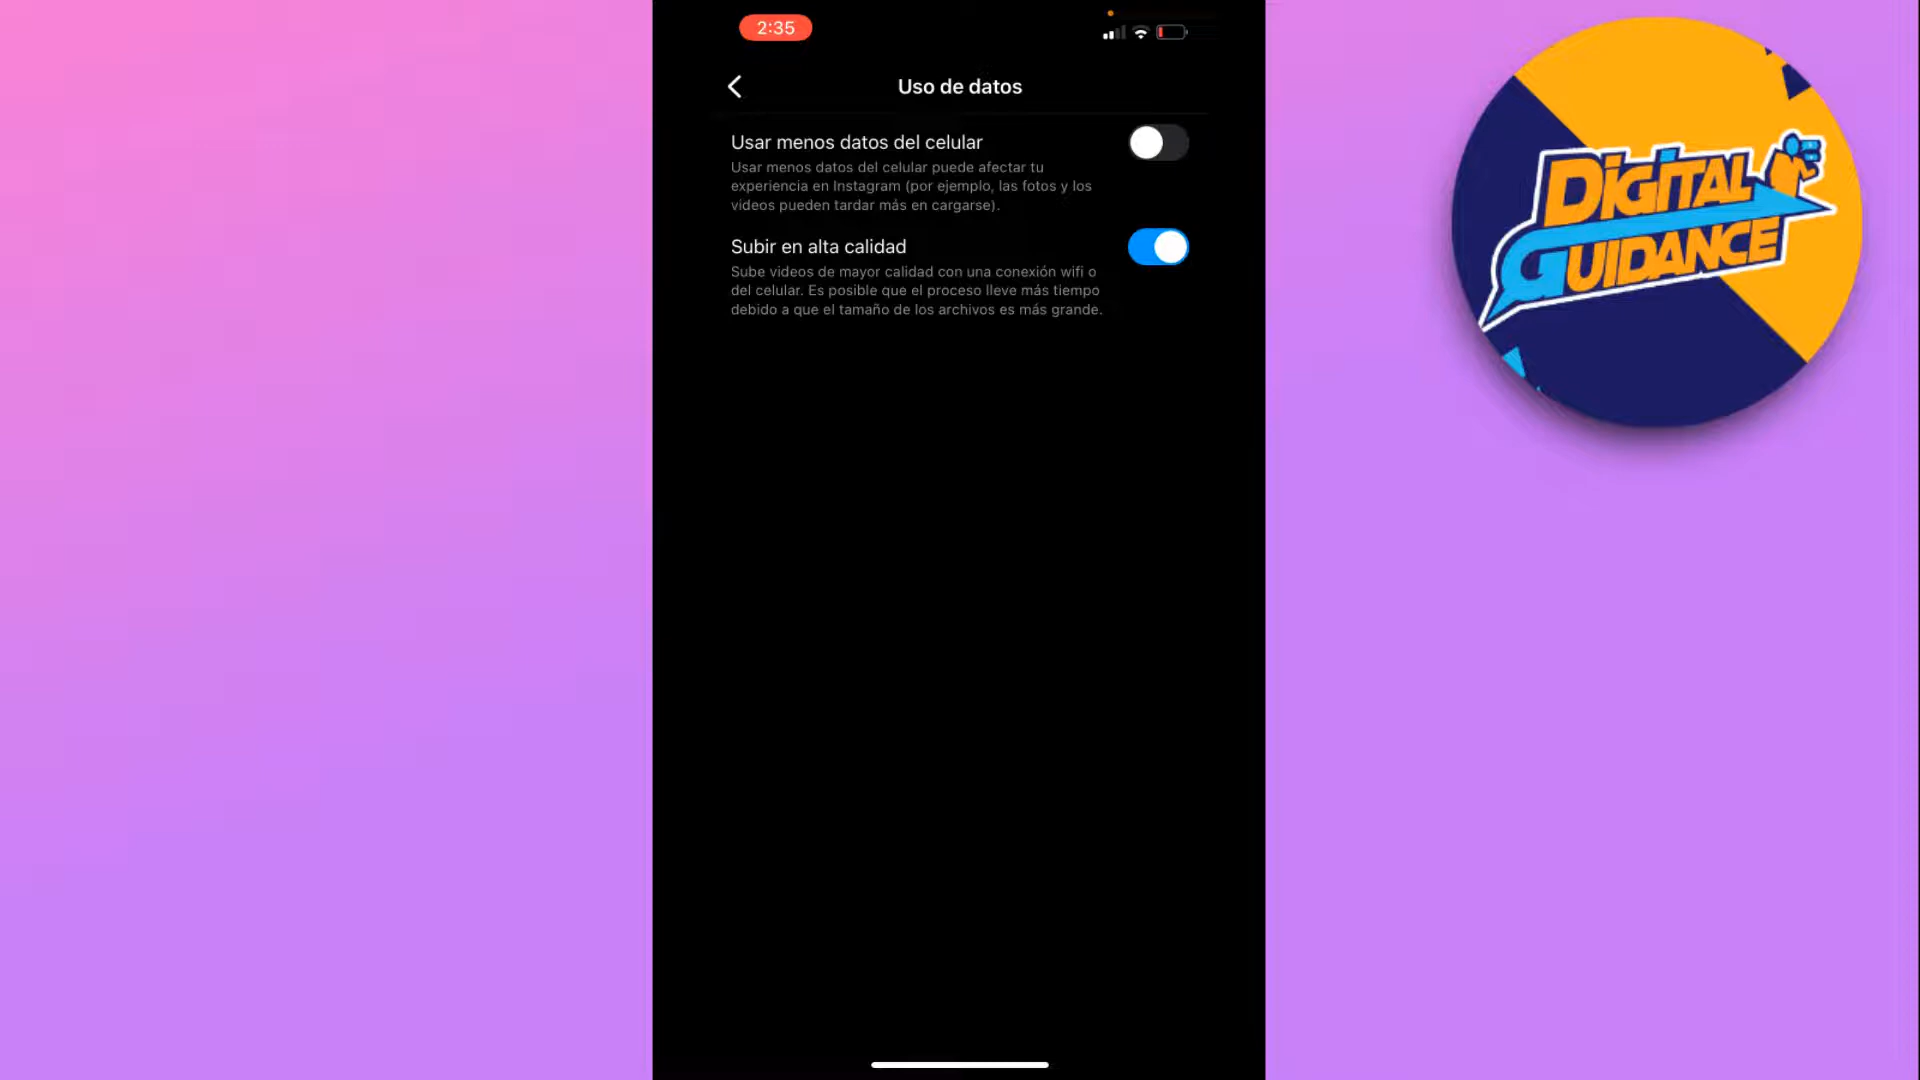 2:35
Uso de datos
Usar menos datos del celular
Usar menos datos del celular puede afectar tu
experiencia en Instagram (por ejemplo, las fotos y los
videos pueden tardar más en cargarse).
Subir en alta calidad
Sube videos de mayor calidad con una conexión wifi o
del celular. Es posible que el proceso lleve más tiempo
debido a que el tamaño de los archivos es más grande.
DiGiTAL
GUIDANCE